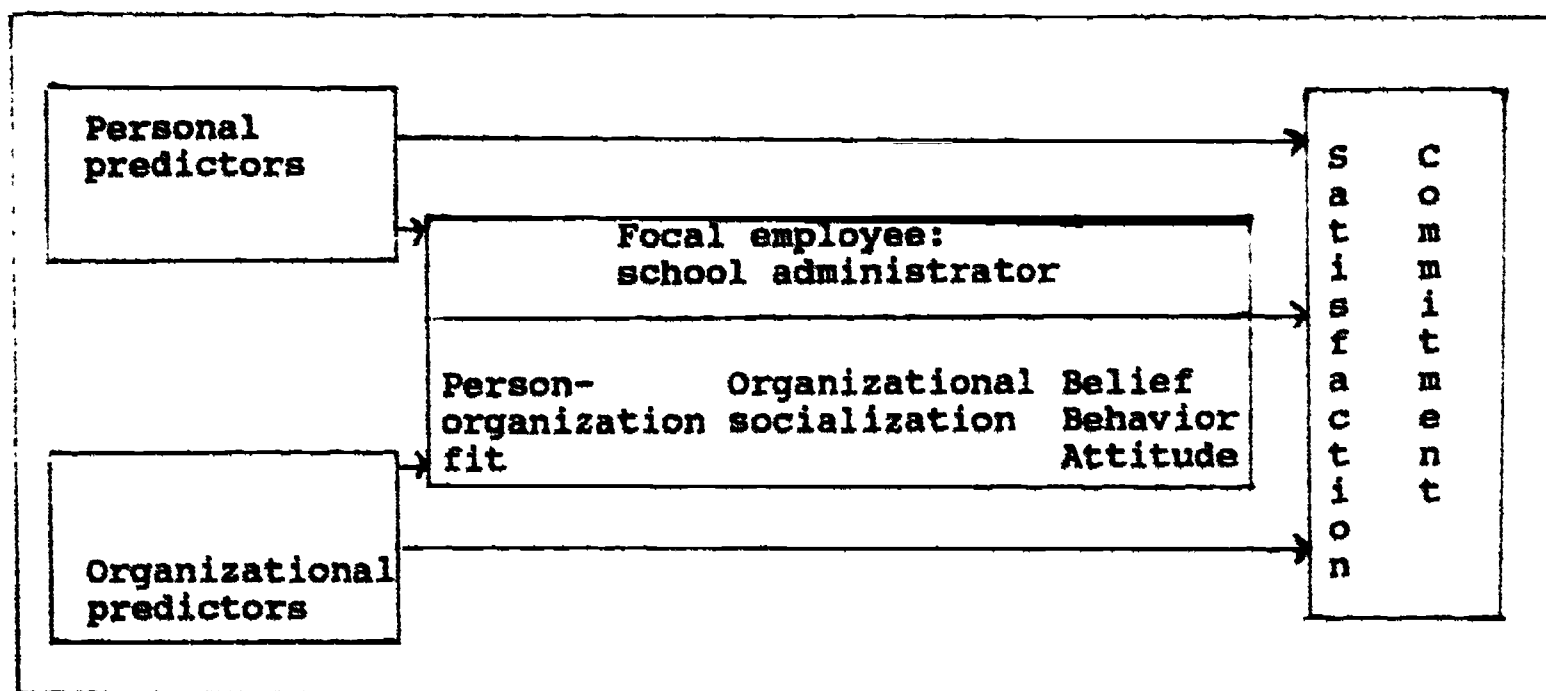 Personal
predictors
Focal employee:
school administrator
Person-
organization
fit
Organizational
socialization
Belief
Behavior
Attitude
Organizational
predictors
Satisfaction
Commitment